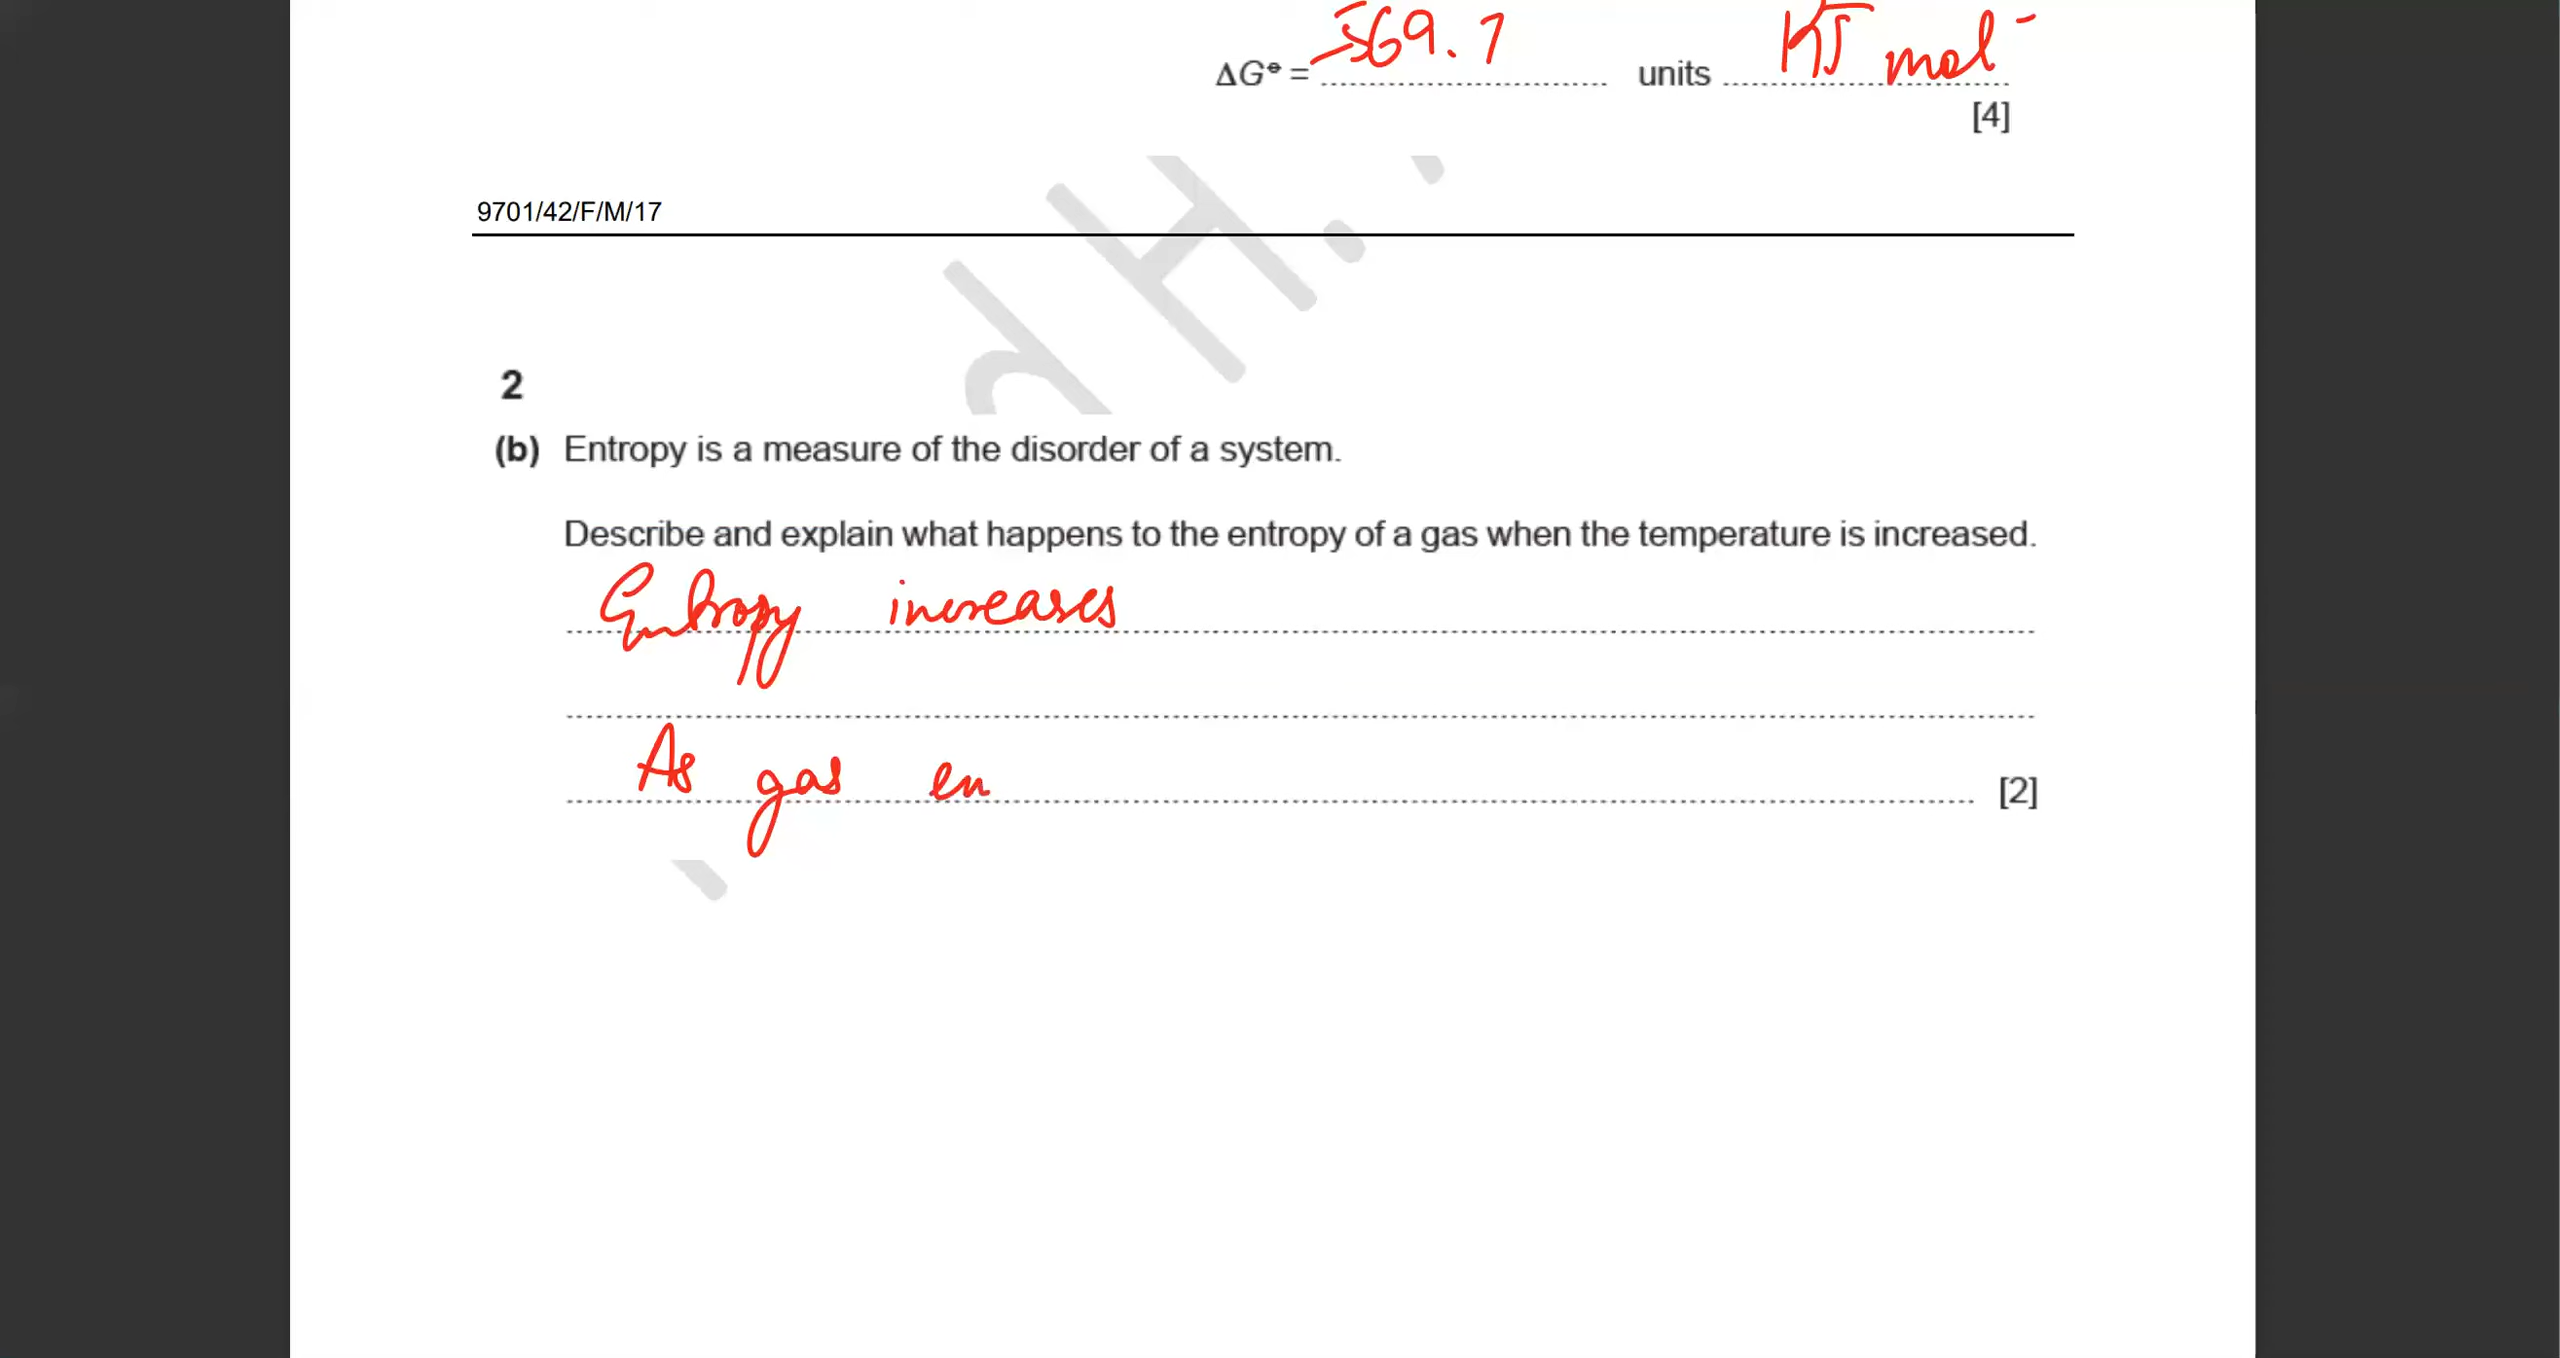 ΔG⦵ = -569.7 units KJ mol-
[4]
9701/42/F/M/17
H.
d
2
(b) Entropy is a measure of the disorder of a system.
Describe and explain what happens to the entropy of a gas when the temperature is increased.
Entropy increases
As gas en [2]